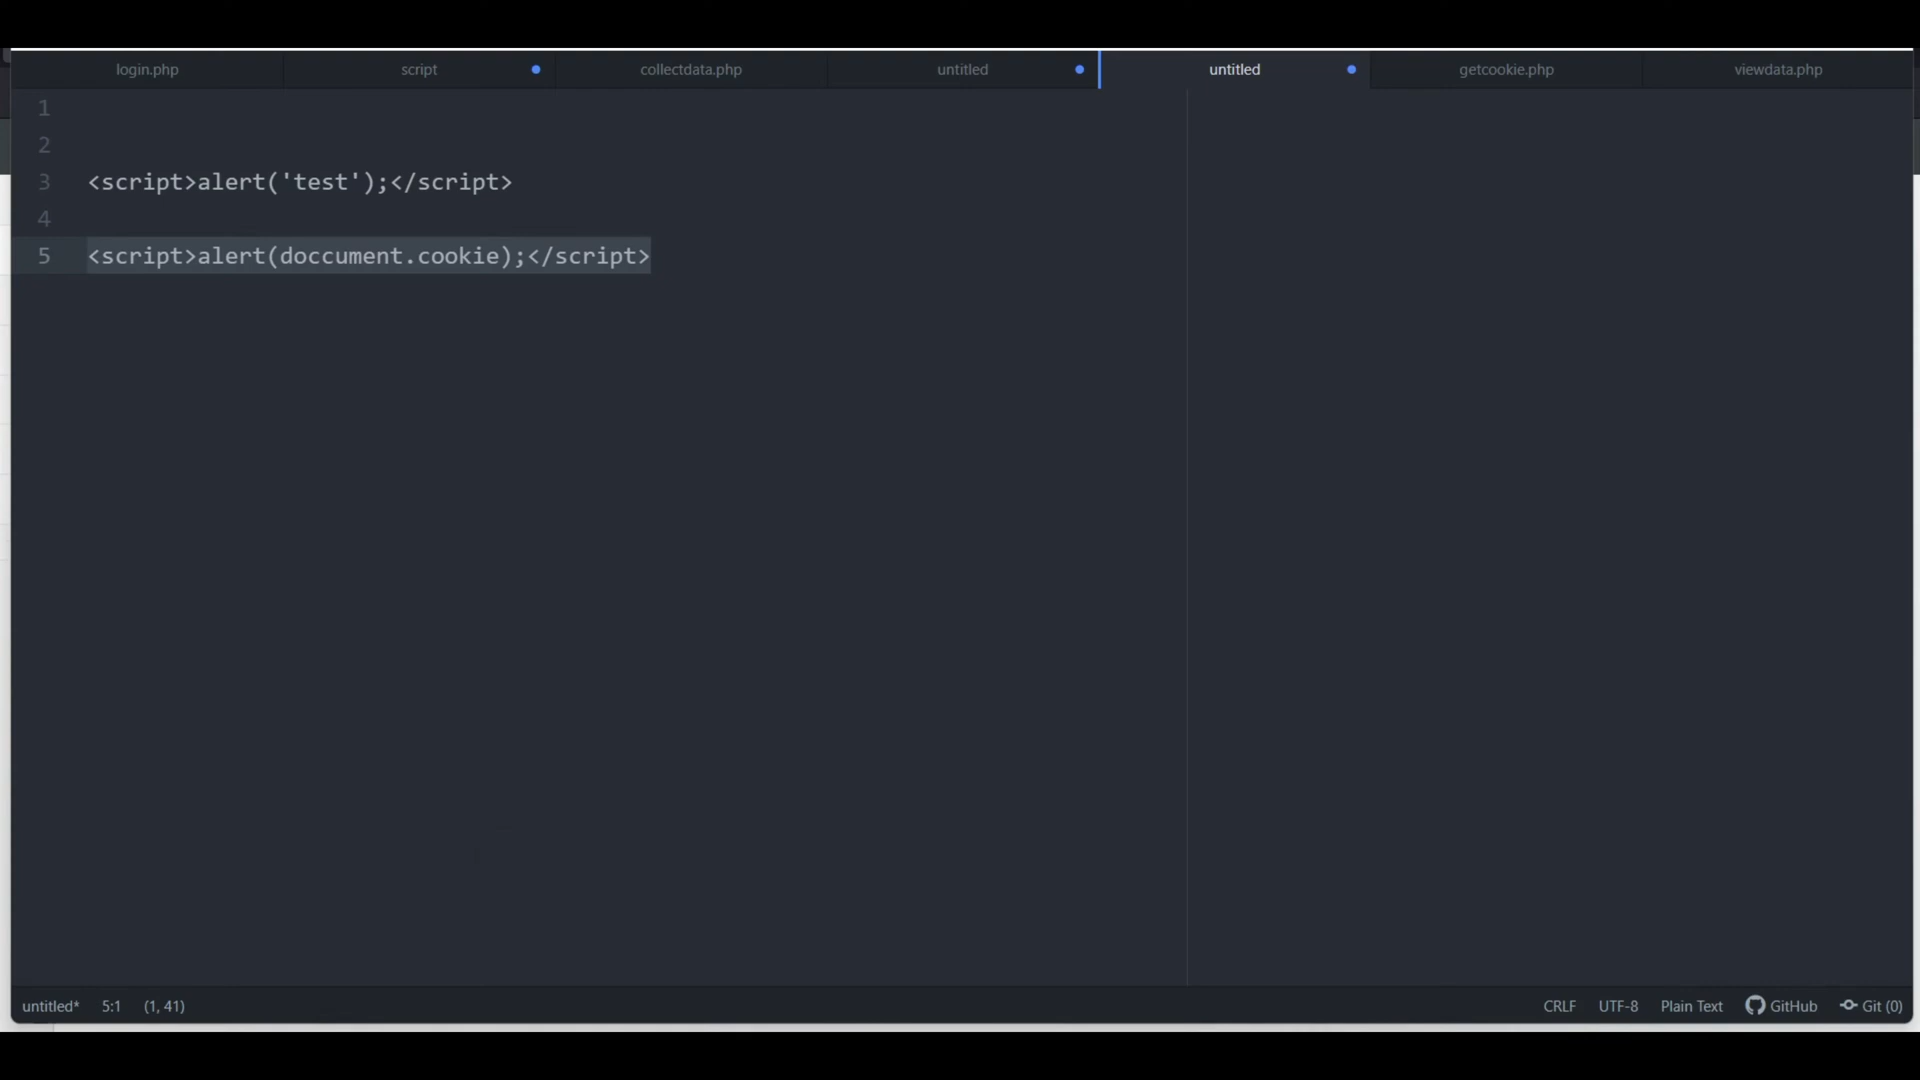 login.php script collectdata.php untitled untitled getcookie.php viewdata.php
1
2
3 <script>alert('test');</script>
4
5 <script>alert(doccument.cookie);</script>
untitled* 5:1 (1, 41) CRLF UTF-8 Plain Text GitHub Git (0)